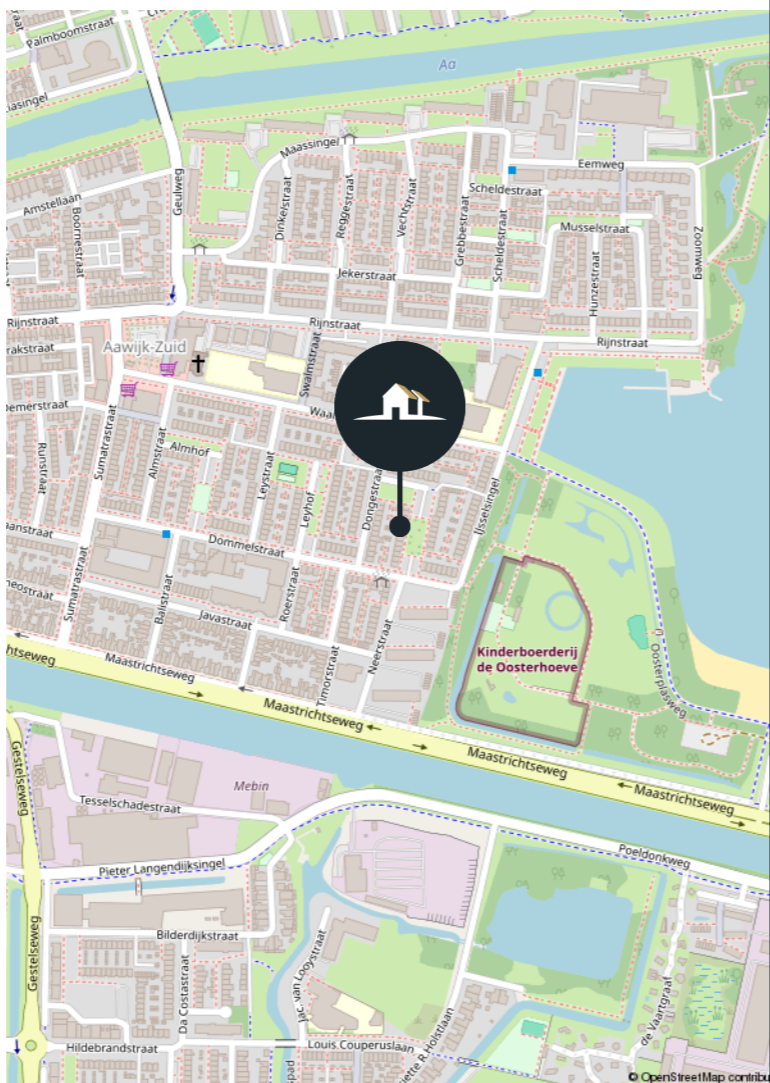 Palmboomstraat
Aa
Maassingel
Eemweg
Scheldestraat
Amstellaan
Boornestraat
Geulweg
Dinkelstraat
Reggestraat
Vechtstraat
Grebbestraat
Scheldestraat
Musselstraat
Hunzestraat
Zoomweg
Jekerstraat
Rijnstraat
Rijnstraat
Rijnstraat
Aawijk-Zuid
Swalmstraat
Demerstraat
Runstraat
Sumatrastraat
Almstraat
Almhof
Leystraat
Leyhof
Dongestraat
IJsselsingel
Dommelstraat
Sumatrastraat
Balistraat
Javastraat
Roerstraat
Timorstraat
Neerstraat
Kinderboerderij
de Oosterhoeve
Oosterplasweg
Maastrichtseweg
Maastrichtseweg
Maastrichtseweg
Maastrichtseweg
Gestelseweg
Mebin
Tesselschadestraat
Pieter Langendijksingel
Poeldonkweg
Bilderdijkstraat
Gestelseweg
Da Costastraat
Jac. van Looystraat
de Vaartgraaf
Hildebrandstraat
Louis Couperuslaan
© OpenStreetMap contribu